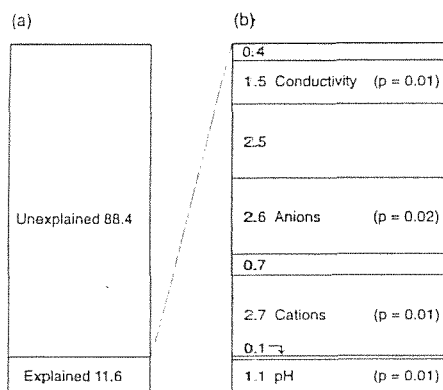 (a)
(b)
Unexplained 88.4
Explained 11.6
0.4
1.5 Conductivity (p = 0.01)
2.5
2.6 Anions (p = 0.02)
0.7
2.7 Cations (p = 0.01)
0.1
1.1 pH (p = 0.01)